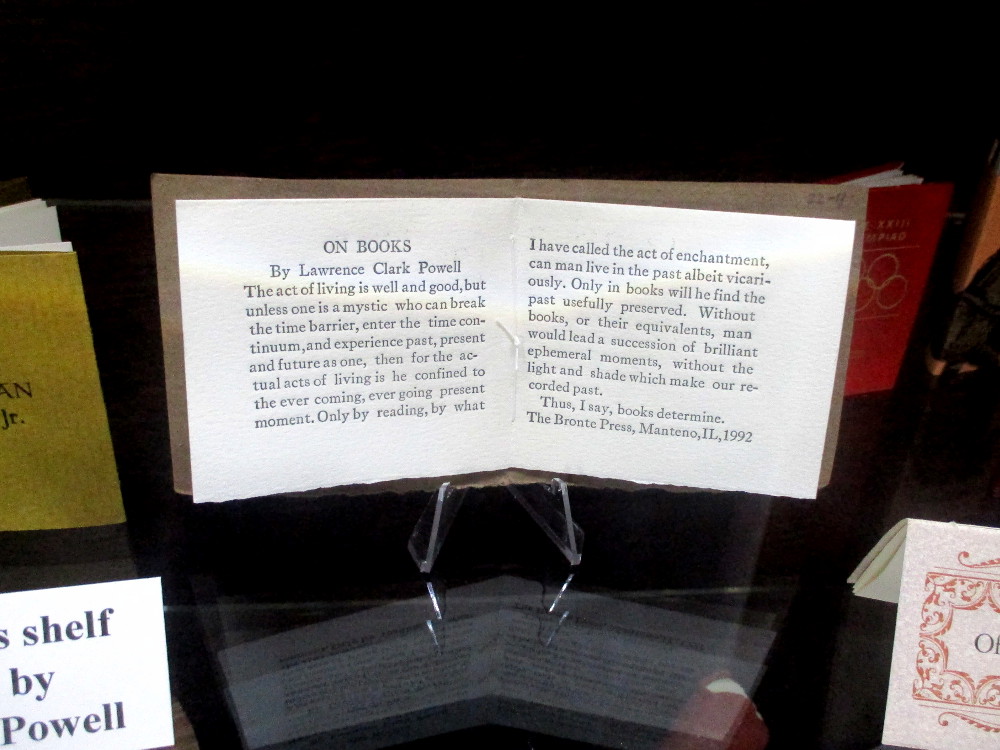 ON BOOKS
By Lawrence Clark Powell
The act of living is well and good, but
unless one is a mystic who can break
the time barrier, enter the time con-
tinuum, and experience past, present
and future as one, then for the ac-
tual acts of living is he confined to
the ever coming, ever going present
moment. Only by reading, by what
I have called the act of enchantment,
can man live in the past albeit vicari-
ously. Only in books will he find the
past usefully preserved. Without
books, or their equivalents, man
would lead a succession of brilliant
ephemeral moments, without the
light and shade which make our re-
corded past.
Thus, I say, books determine.
The Bronte Press, Manteno, IL, 1992
XXIII
AN
Jr.
s shelf
by
Powell